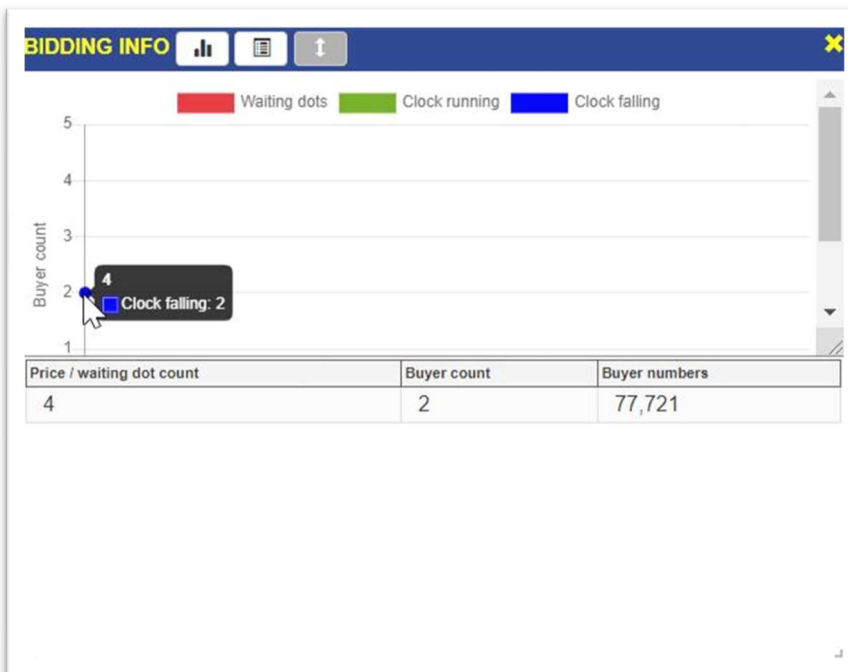 BIDDING INFO
Waiting dots Clock running Clock falling
5
4
3
Buyer count
4
2
Clock falling: 2
1
Price / waiting dot count Buyer count Buyer numbers
4 2 77,721